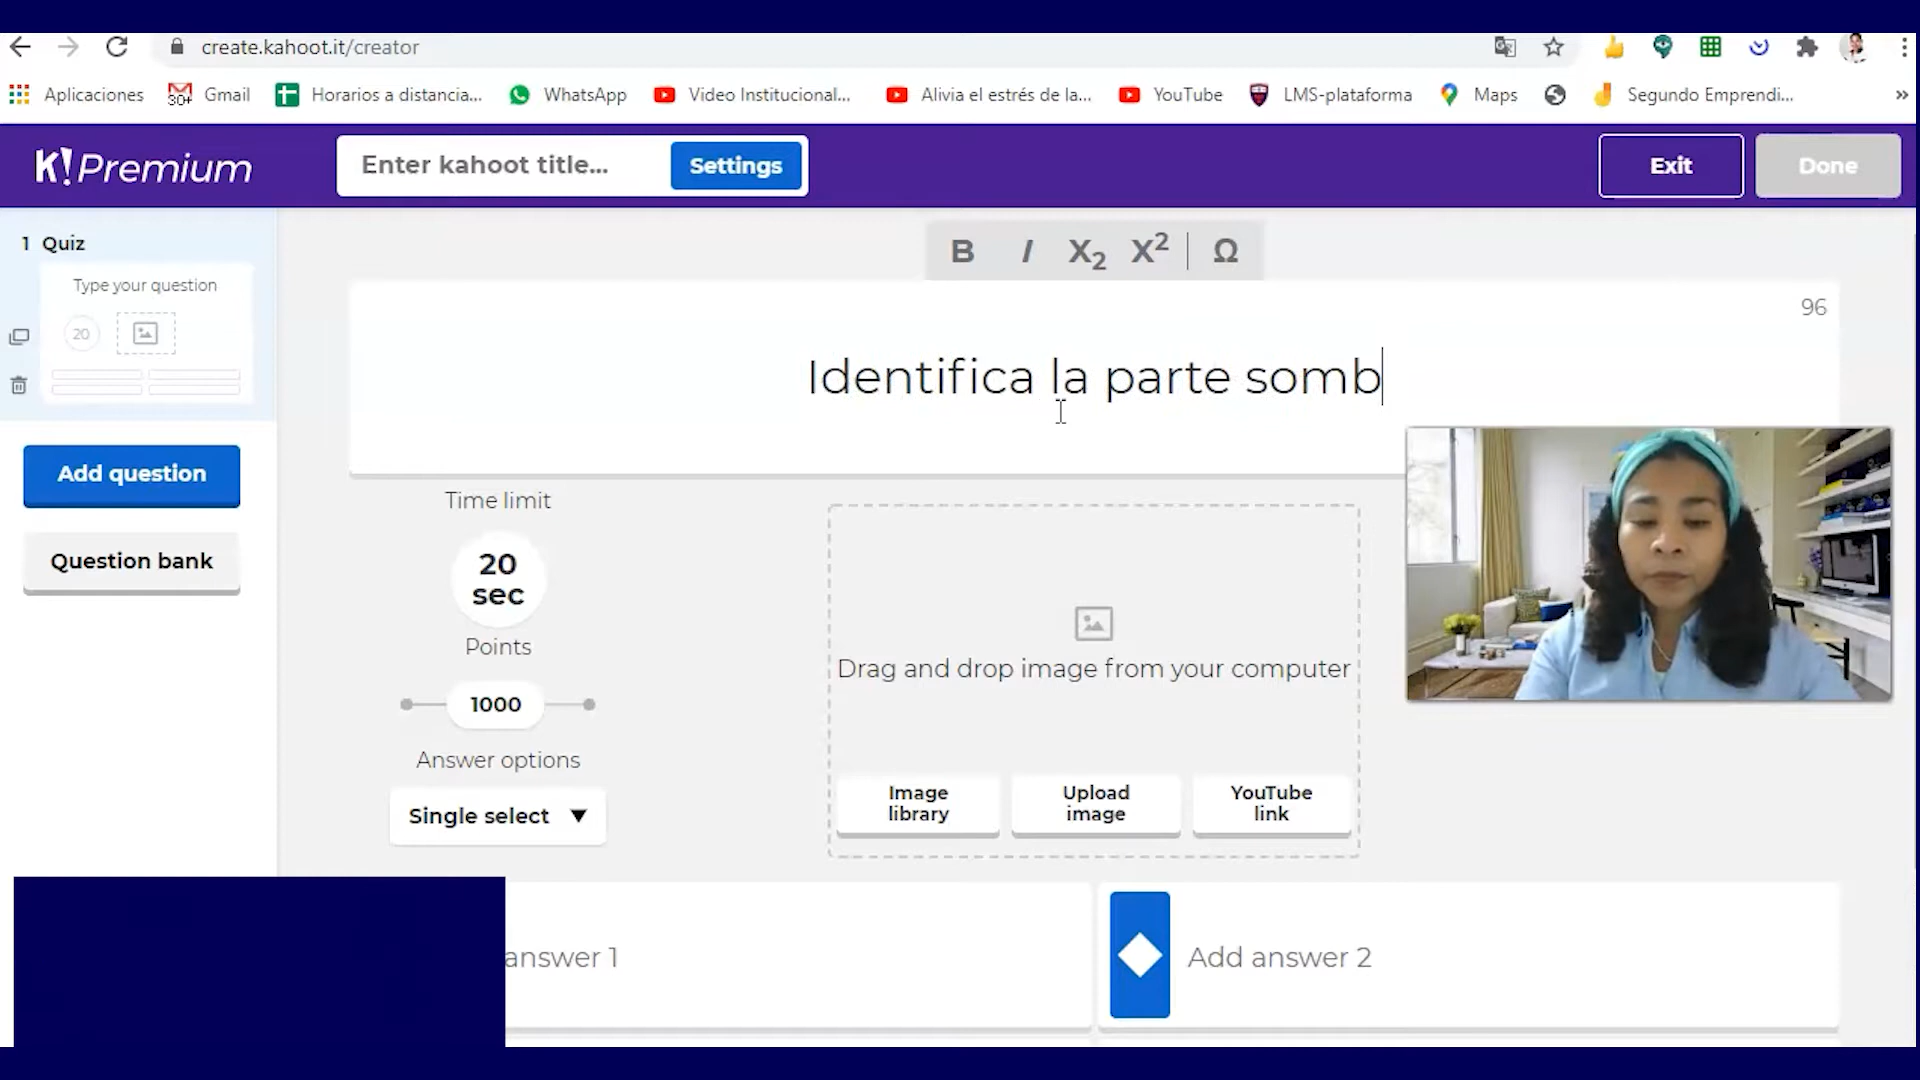 create.kahoot.it/creator
Aplicaciones
30+ Gmail
Horarios a distancia...
WhatsApp
Video Institucional...
Alivia el estrés de la...
YouTube
LMS-plataforma
Maps
Segundo Emprendi...
»
K! Premium
Enter kahoot title...
Settings
Exit
Done
1 Quiz
Type your question
20
Add question
Question bank
B I X₂ X² Ω
96
Identifica la parte somb
Time limit
20
sec
Points
1000
Answer options
Single select
Drag and drop image from your computer
Image
library
Upload
image
YouTube
link
answer 1
Add answer 2